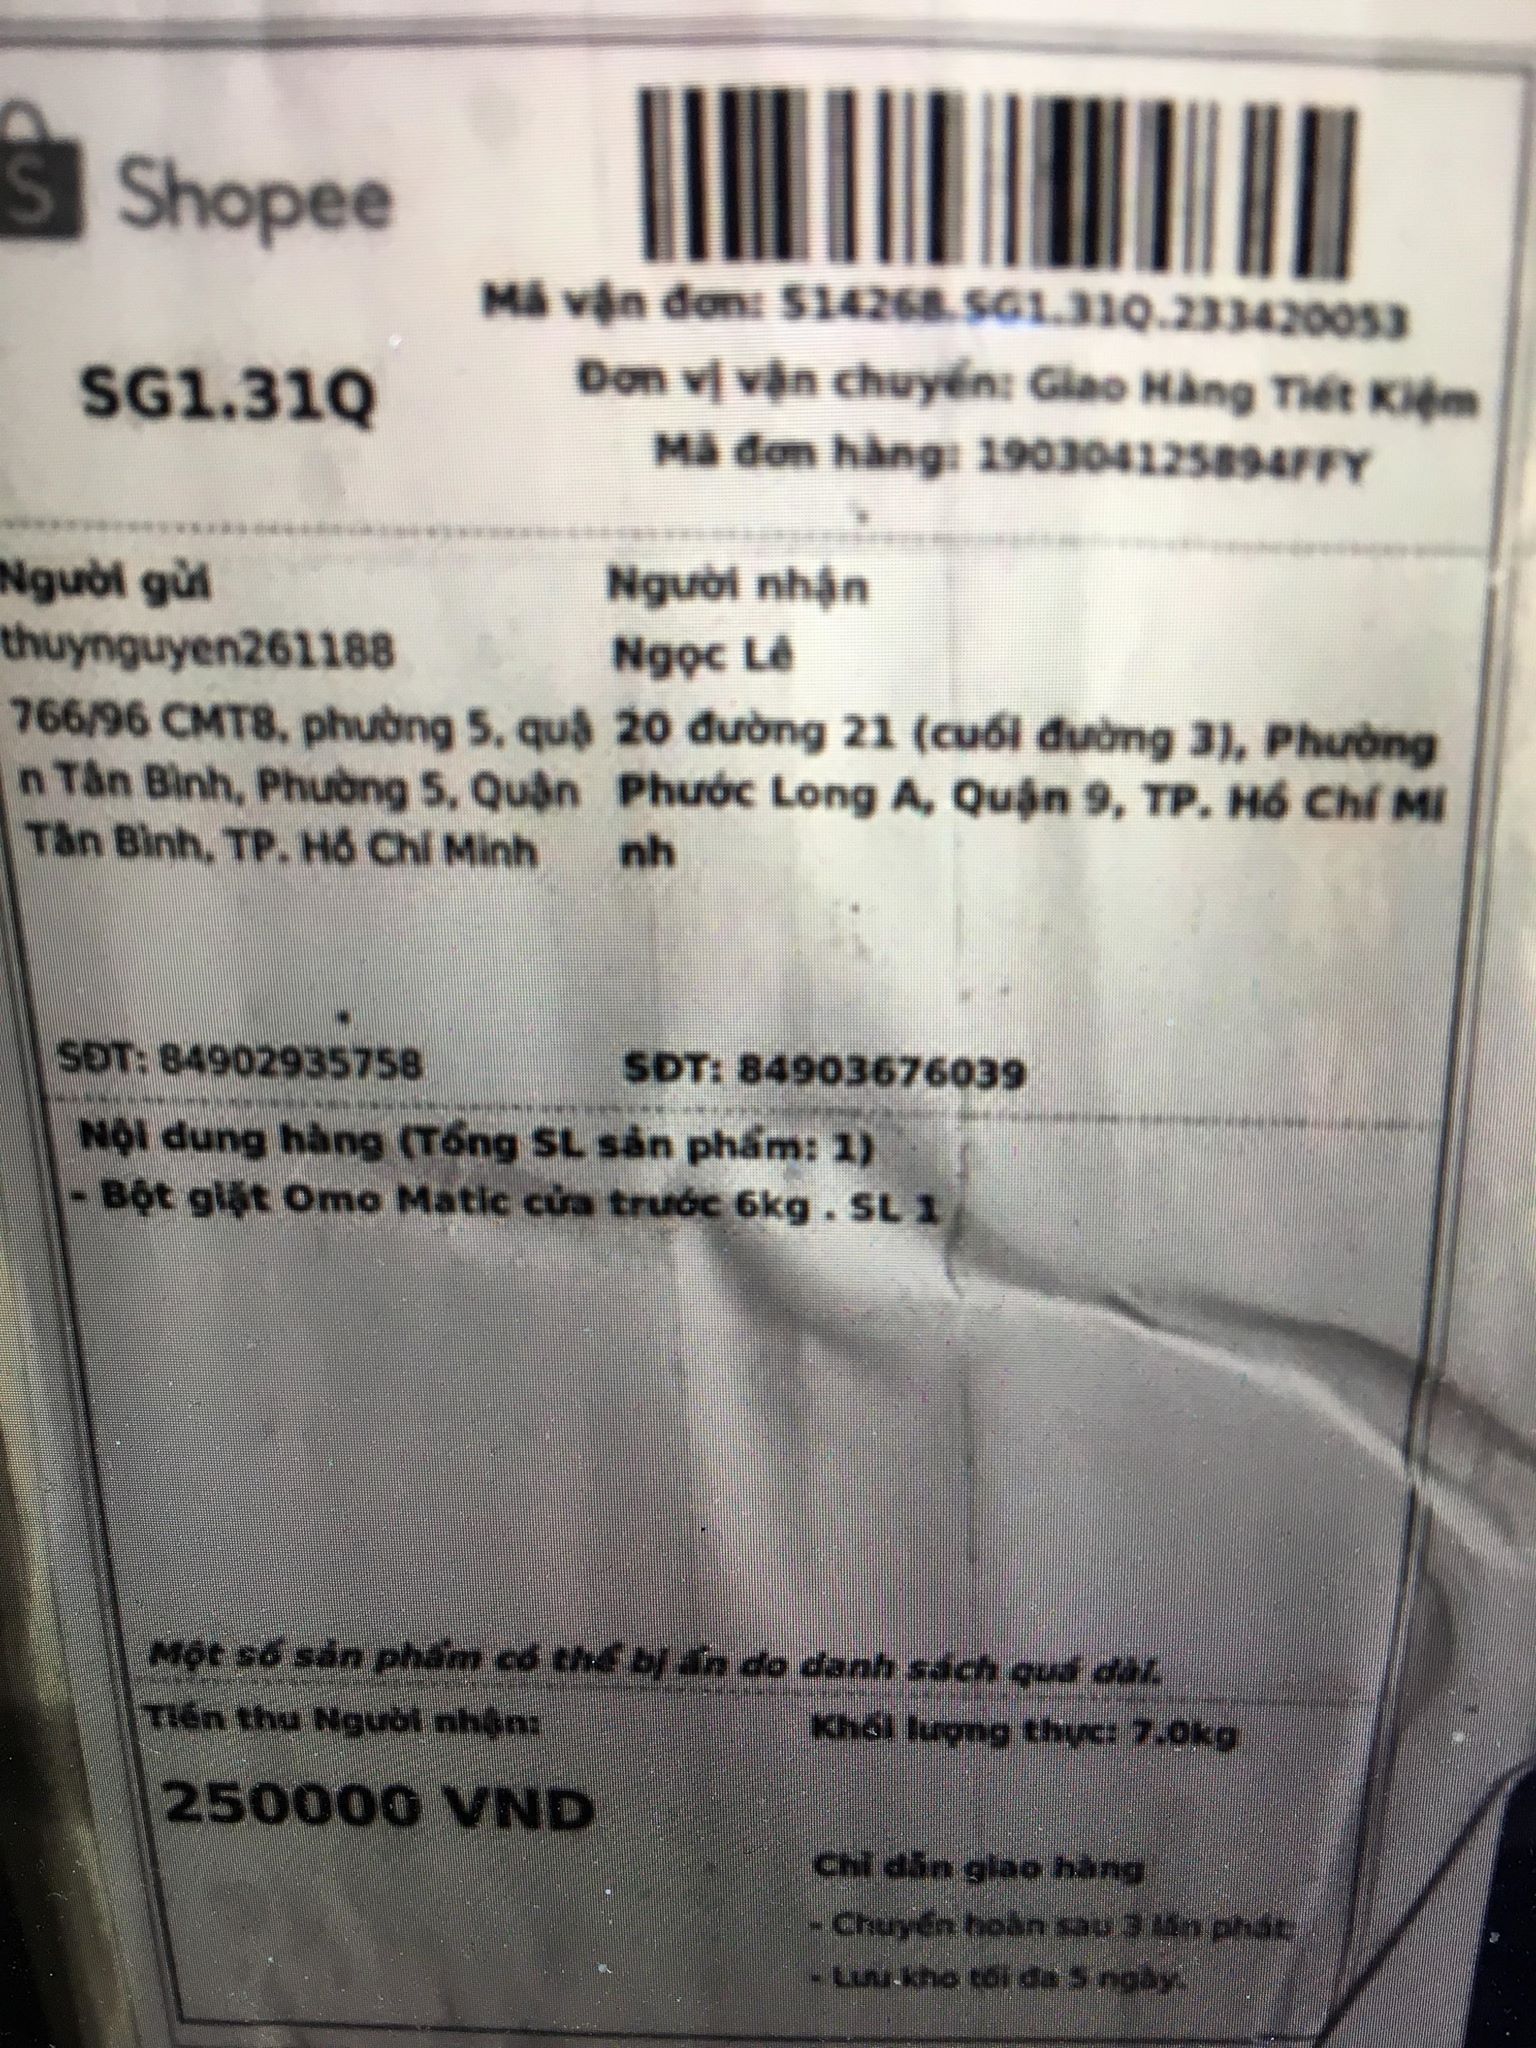 Shopee
Mã vận đơn: S14268.SG1.31Q.233420053
SG1.31Q
Đơn vị vận chuyển: Giao Hàng Tiết Kiệm
Mã đơn hàng: 190304125894FFY
Người gửi
thuynguyen261188
766/96 CMT8, phường 5, quậ
n Tân Bình, Phường 5, Quận
Tân Bình, TP. Hồ Chí Minh
SĐT: 84902935758
Người nhận
Ngọc Lê
20 đường 21 (cuối đường 3), Phường
Phước Long A, Quận 9, TP. Hồ Chí Mi
nh
SĐT: 84903676039
Nội dung hàng (Tổng SL sản phẩm: 1)
- Bột giặt Omo Matic cửa trước 6kg . SL 1
Một số sản phẩm có thể bị ẩn do danh sách quá dài.
Tiền thu Người nhận:
250000 VND
Khối lượng thực: 7.0kg
Chỉ dẫn giao hàng
- Chuyển hoàn sau 3 lần phát;
- Lưu kho tối đa 5 ngày.